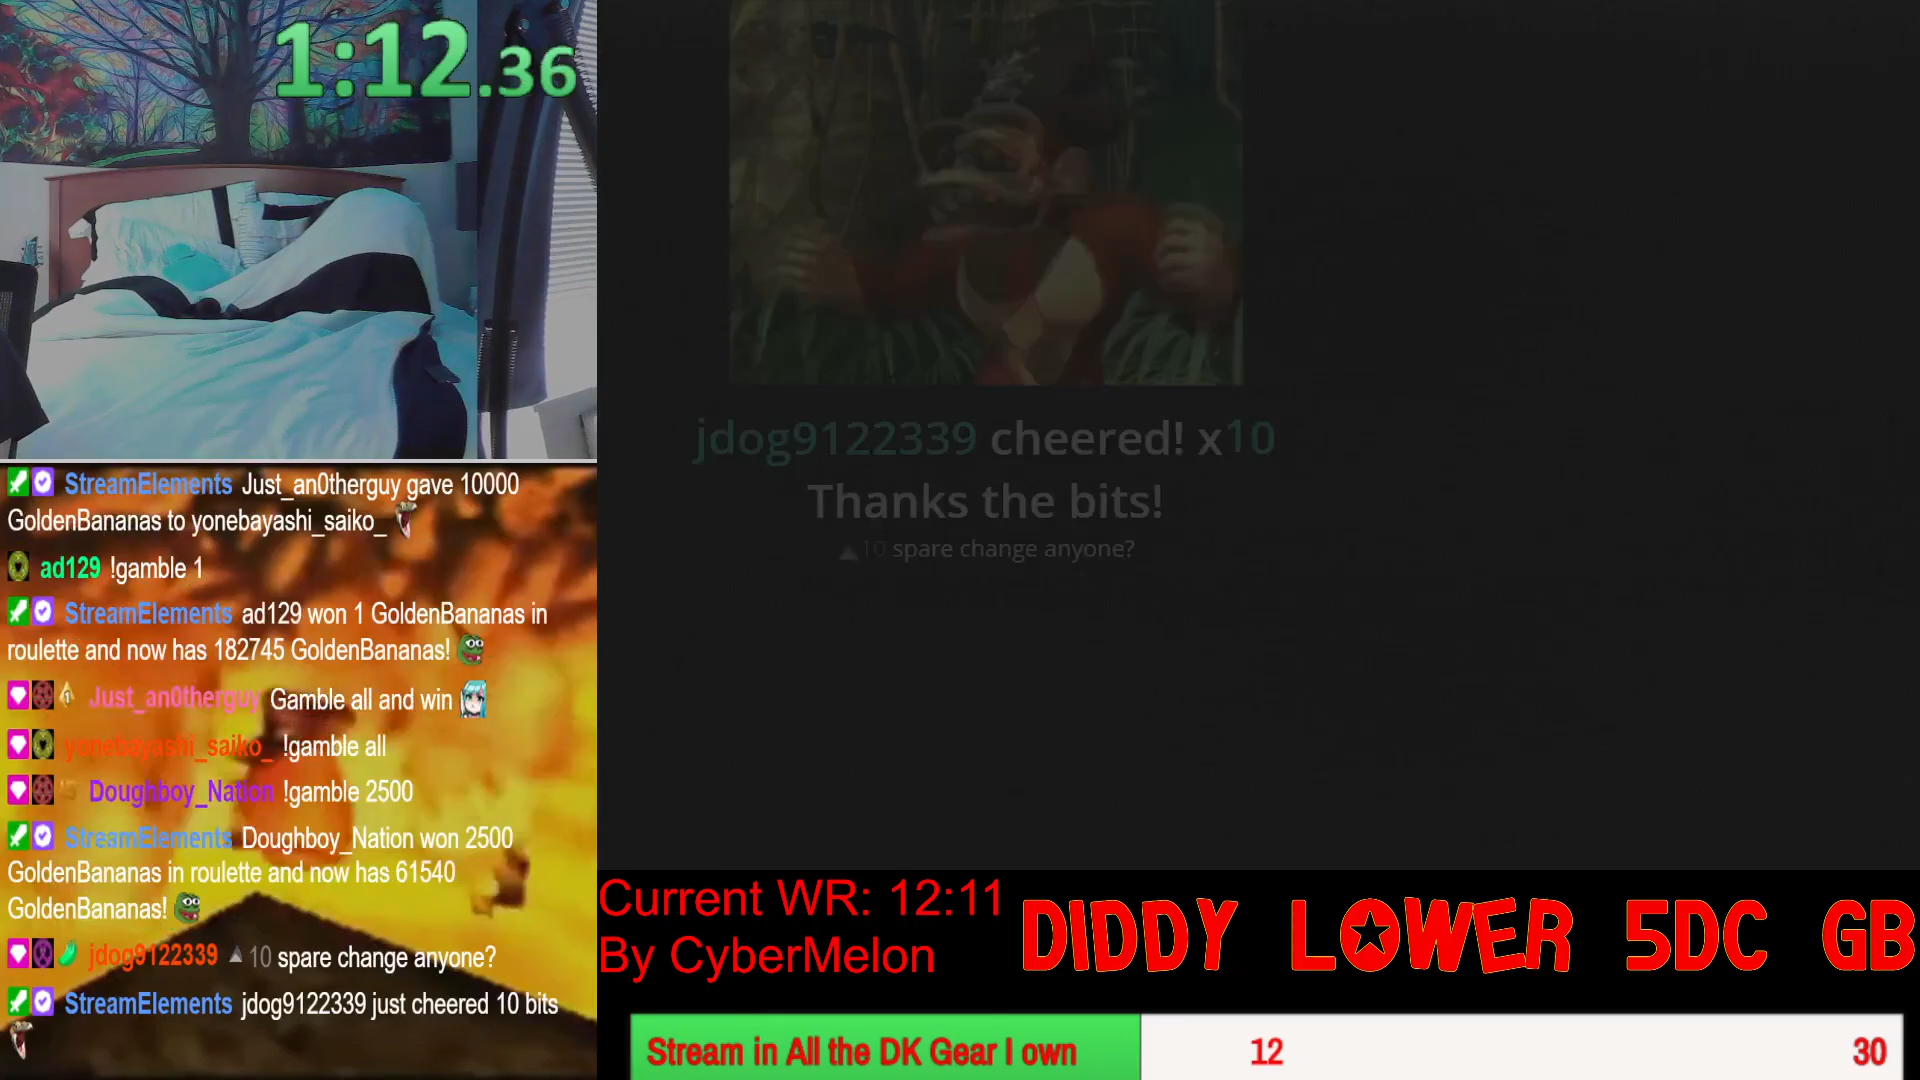 1:12.36
StreamElements Just_an0therguy gave 10000
GoldenBananas to yonebayashi_saiko_
ad129 !gamble 1
StreamElements ad129 won 1 GoldenBananas in
roulette and now has 182745 GoldenBananas!
Just_an0therguy Gamble all and win
yonebayashi_saiko_ !gamble all
Doughboy_Nation !gamble 2500
StreamElements Doughboy_Nation won 2500
GoldenBananas in roulette and now has 61540
GoldenBananas!
jdog9122339 10 spare change anyone?
StreamElements jdog9122339 just cheered 10 bits
jdog9122339 cheered! x10
Thanks the bits!
10 spare change anyone?
Current WR: 12:11
By CyberMelon
DIDDY LOWER 5DC GB
Stream in All the DK Gear I own 12 30